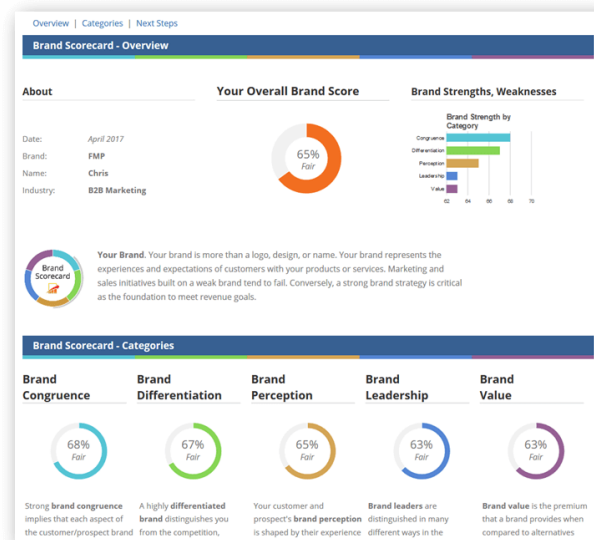 Overview | Categories | Next Steps
Brand Scorecard - Overview
About
Your Overall Brand Score
Brand Strengths, Weaknesses
Date: April 2017
Brand: FMP
Name: Chris
Industry: B2B Marketing
65%
Fair
Brand Strength by
Category
Congruence
Differentiation
Perception
Leadership
Value
62 64 66 68 70
Brand
Scorecard
Your Brand. Your brand is more than a logo, design, or name. Your brand represents the
experiences and expectations of customers with your products or services. Marketing and
sales initiatives built on a weak brand tend to fail. Conversely, a strong brand strategy is critical
as the foundation to meet revenue goals.
Brand Scorecard - Categories
Brand
Congruence
68%
Fair
Strong brand congruence
implies that each aspect of
the customer/prospect brand
Brand
Differentiation
67%
Fair
A highly differentiated
brand distinguishes you
from the competition,
Brand
Perception
65%
Fair
Your customer and
prospect's brand perception
is shaped by their experience
Brand
Leadership
63%
Fair
Brand leaders are
distinguished in many
different ways in the
Brand
Value
63%
Fair
Brand value is the premium
that a brand provides when
compared to alternatives